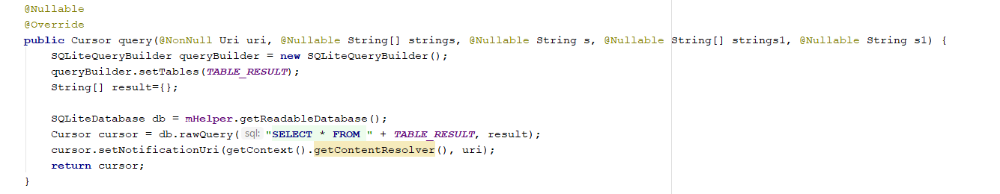 @Nullable
@Override
public Cursor query(@NonNull Uri uri, @Nullable String[] strings, @Nullable String s, @Nullable String[] strings1, @Nullable String s1) {
SQLiteQueryBuilder queryBuilder = new SQLiteQueryBuilder();
queryBuilder.setTables(TABLE_RESULT);
String[] result={};
SQLiteDatabase db = mHelper.getReadableDatabase();
Cursor cursor = db.rawQuery( sql: "SELECT * FROM " + TABLE_RESULT, result);
cursor.setNotificationUri(getContext().getContentResolver(), uri);
return cursor;
}